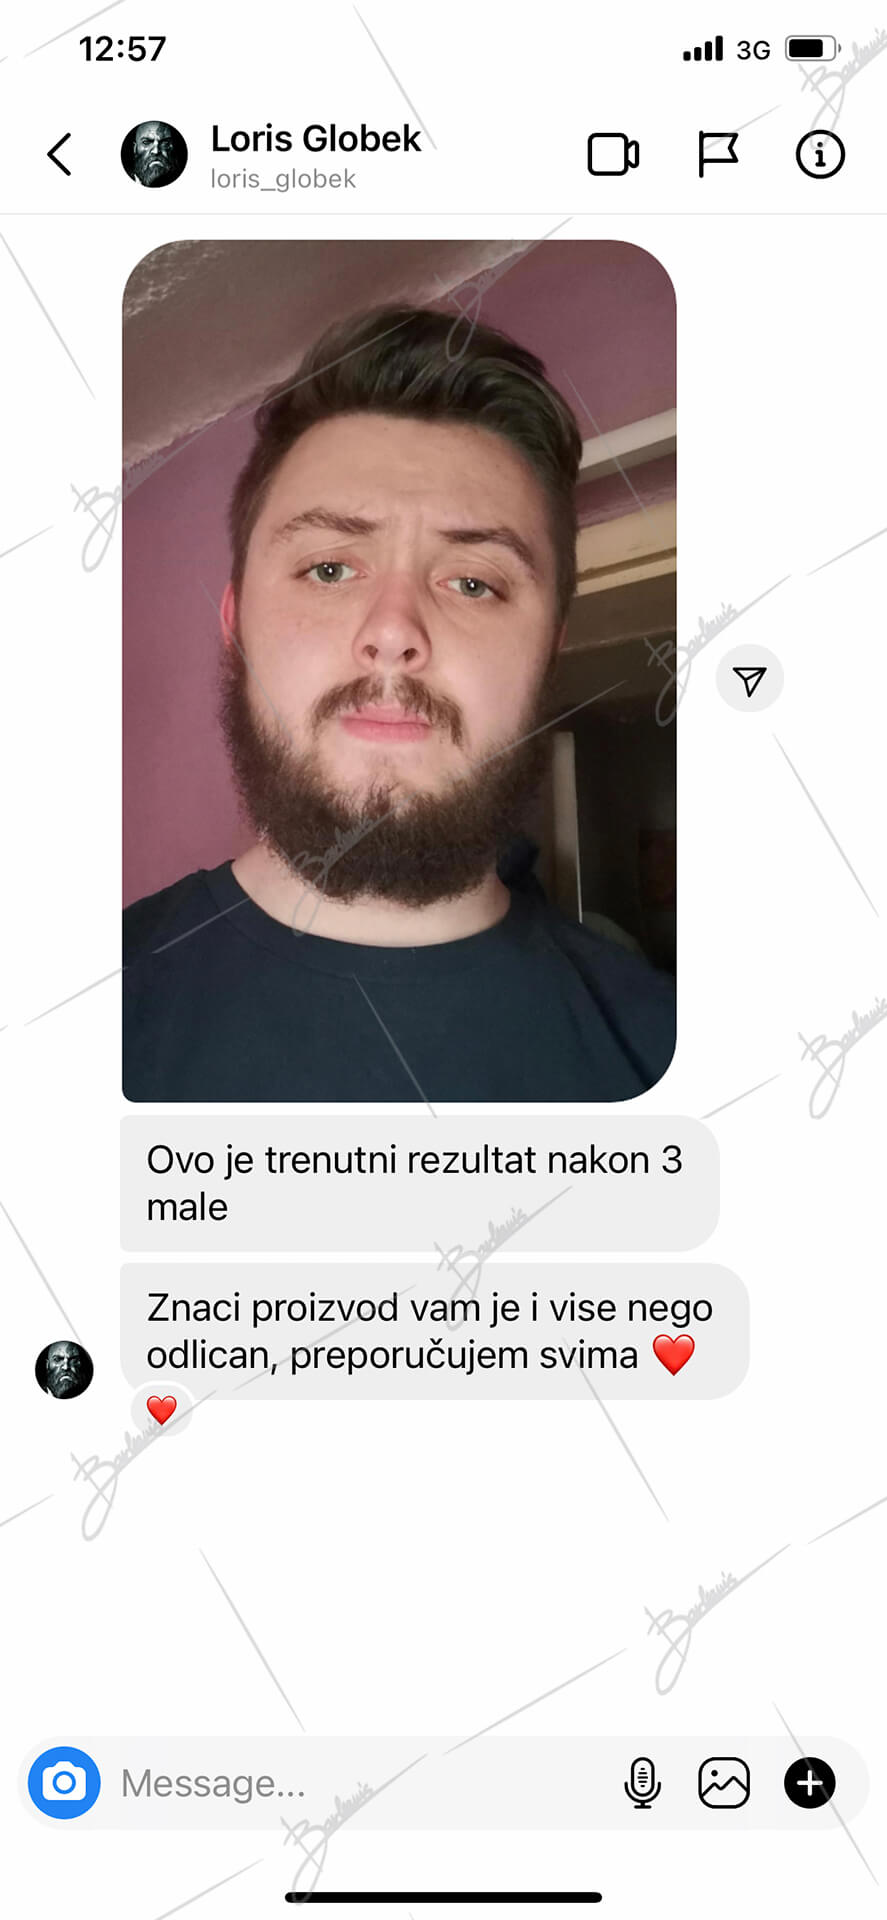 12:57
3G
Loris Globek
loris_globek
Ovo je trenutni rezultat nakon 3
male
Znaci proizvod vam je i vise nego
odlican, preporučujem svima ❤️
❤️
Message...